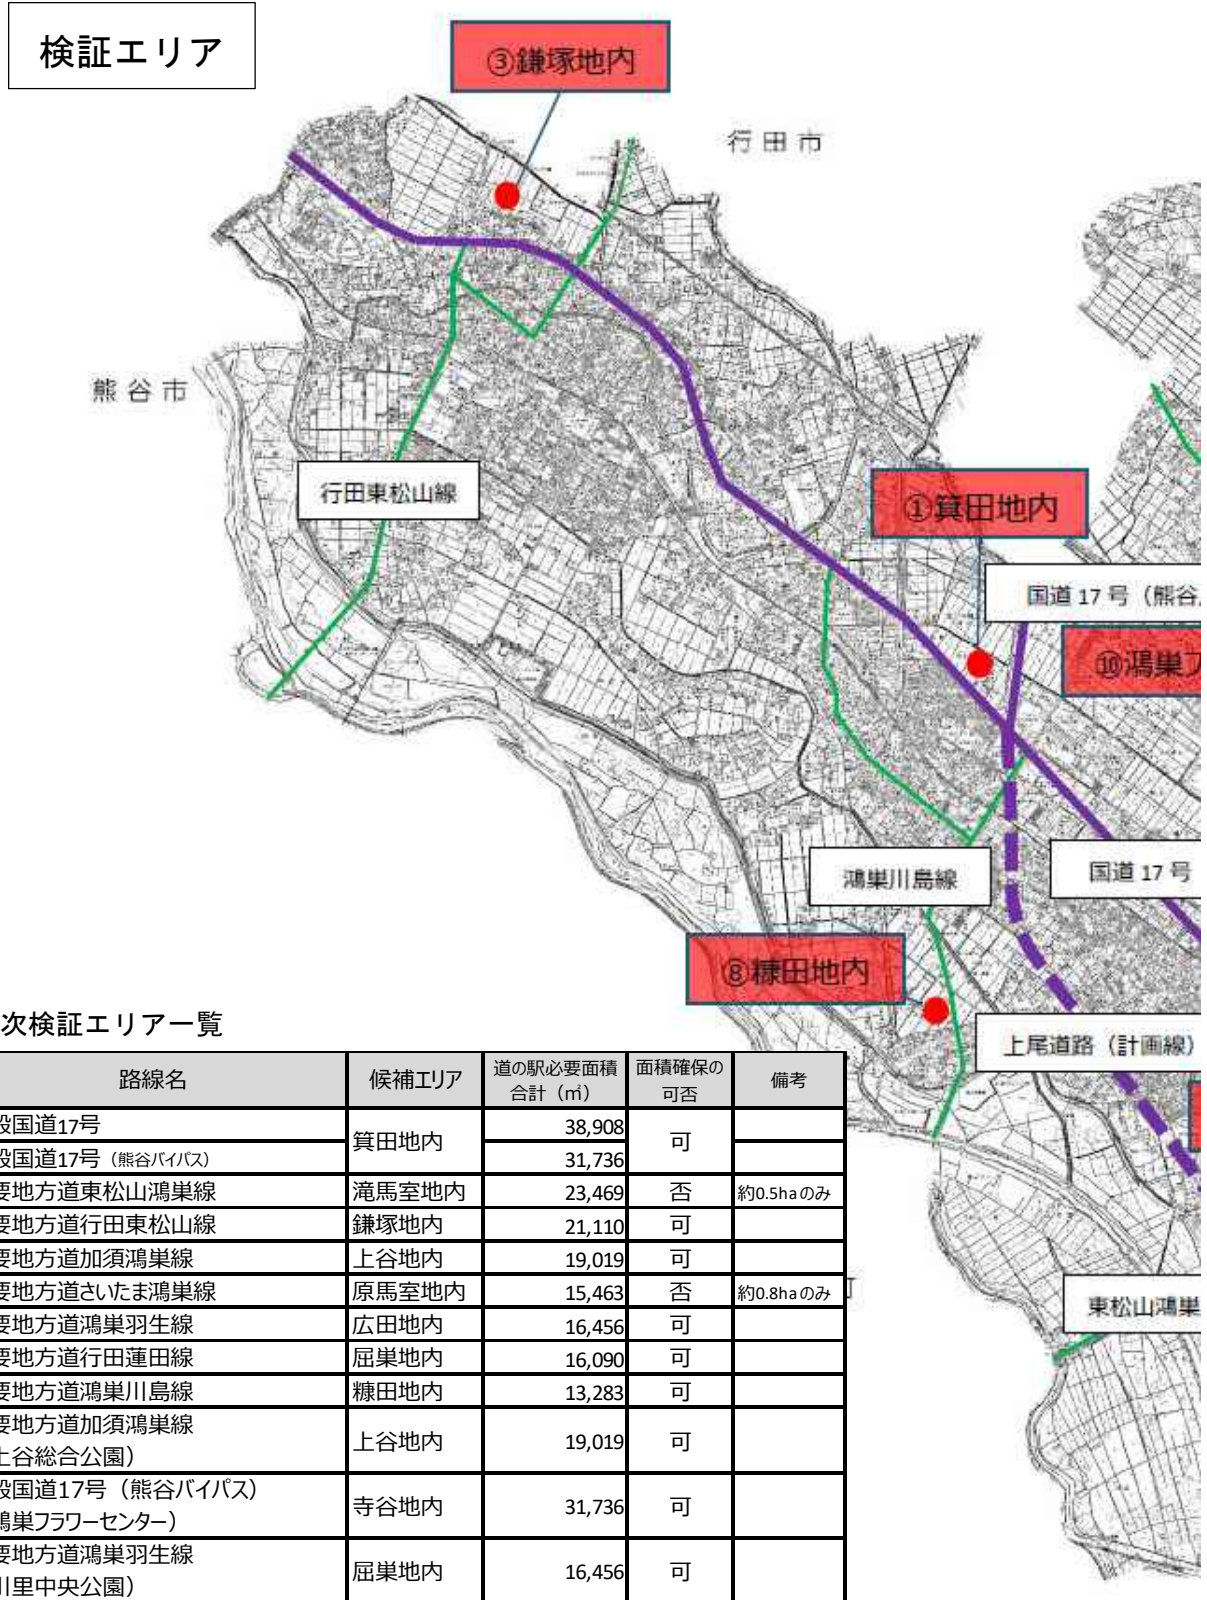 検証エリア
③鎌塚地内
行田市
熊谷市
行田東松山線
①箕田地内
国道 17 号（熊谷
⑩鴻巣フ
鴻巣川島線
国道 17 号
⑧糠田地内
上尾道路（計画線）
東松山鴻巣
次検証エリア一覧
路線名 候補エリア 道の駅必要面積合計（㎡） 面積確保の可否 備考
設国道17号 箕田地内 38,908 可
設国道17号（熊谷バイパス） 31,736
要地方道東松山鴻巣線 滝馬室地内 23,469 否 約0.5haのみ
要地方道行田東松山線 鎌塚地内 21,110 可
要地方道加須鴻巣線 上谷地内 19,019 可
要地方道さいたま鴻巣線 原馬室地内 15,463 否 約0.8haのみ
要地方道鴻巣羽生線 広田地内 16,456 可
要地方道行田蓮田線 屈巣地内 16,090 可
要地方道鴻巣川島線 糠田地内 13,283 可
要地方道加須鴻巣線
上谷総合公園） 上谷地内 19,019 可
設国道17号（熊谷バイパス）
鴻巣フラワーセンター） 寺谷地内 31,736 可
要地方道鴻巣羽生線
川里中央公園） 屈巣地内 16,456 可